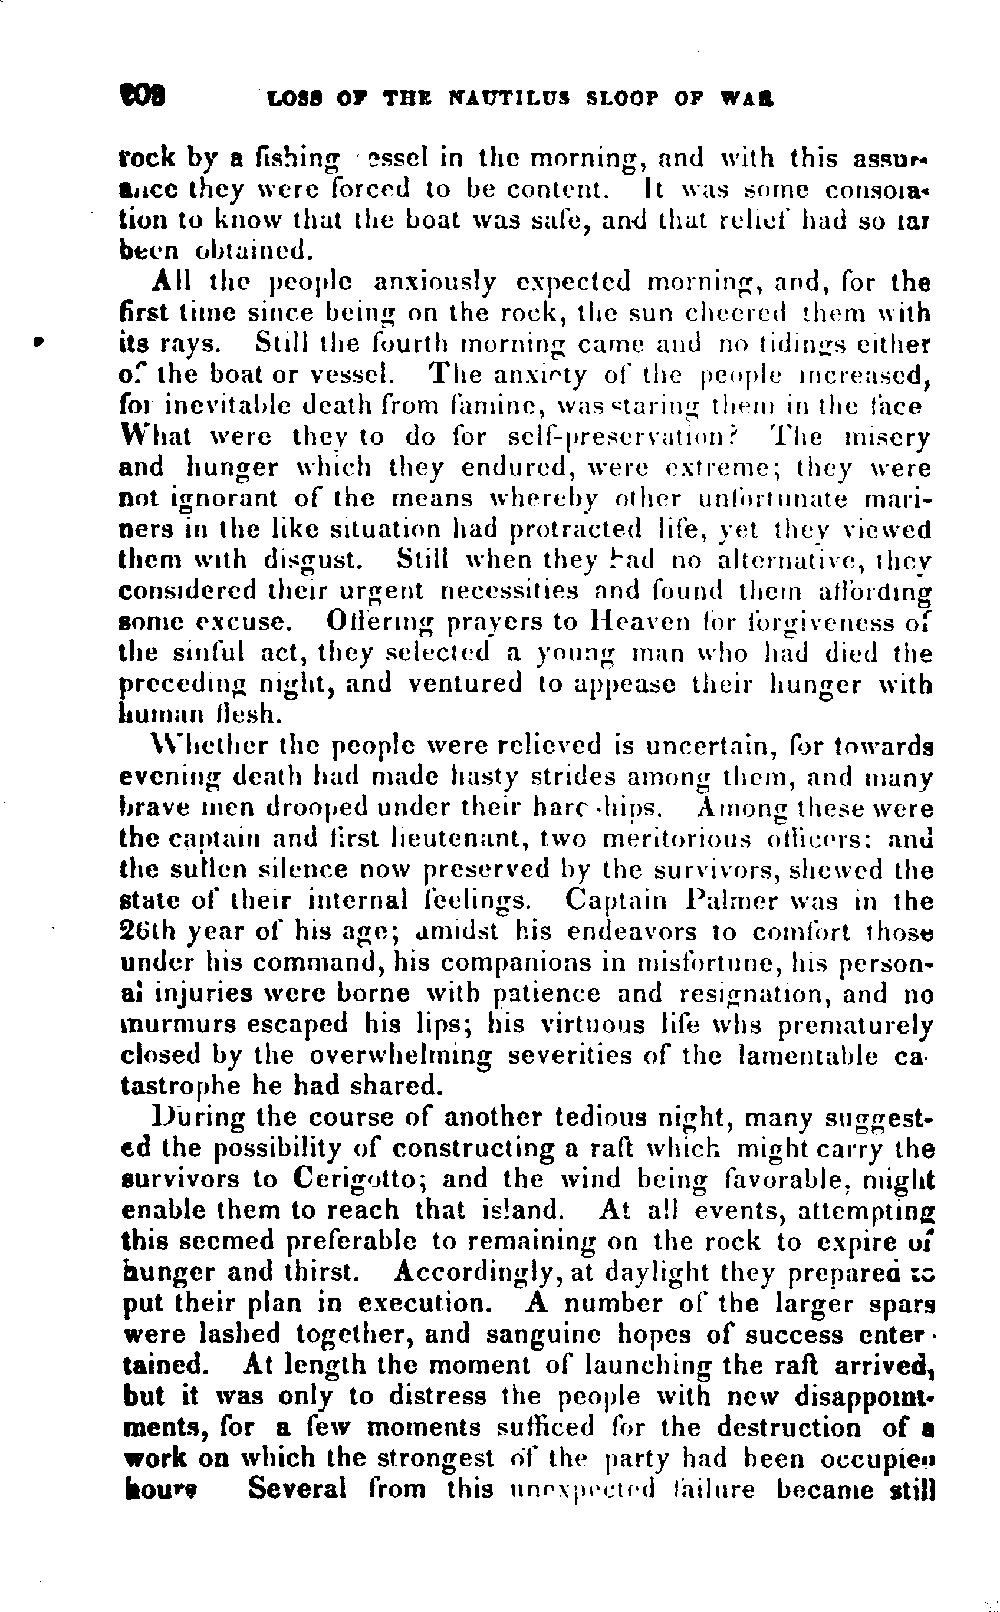 208 LOSS OF THE NAUTILUS SLOOP OF WAR
rock by a fishing essel in the morning, and with this assur-
ance they were forced to be content. It was some consola-
tion to know that the boat was safe, and that relief had so far
been obtained.
All the people anxiously expected morning, and, for the
first time since being on the rock, the sun cheered them with
its rays. Still the fourth morning came and no tidings either
of the boat or vessel. The anxiety of the people increased,
for inevitable death from famine, was staring them in the face
What were they to do for self-preservation? The misery
and hunger which they endured, were extreme; they were
not ignorant of the means whereby other unfortunate mari-
ners in the like situation had protracted life, yet they viewed
them with disgust. Still when they had no alternative, they
considered their urgent necessities and found them affording
some excuse. Offering prayers to Heaven for forgiveness of
the sinful act, they selected a young man who had died the
preceding night, and ventured to appease their hunger with
human flesh.
Whether the people were relieved is uncertain, for towards
evening death had made hasty strides among them, and many
brave men drooped under their hardships. Among these were
the captain and first lieutenant, two meritorious officers: and
the sullen silence now preserved by the survivors, shewed the
state of their internal feelings. Captain Palmer was in the
26th year of his age; amidst his endeavors to comfort those
under his command, his companions in misfortune, his person-
al injuries were borne with patience and resignation, and no
murmurs escaped his lips; his virtuous life whs prematurely
closed by the overwhelming severities of the lamentable ca-
tastrophe he had shared.
During the course of another tedious night, many suggest-
ed the possibility of constructing a raft which might carry the
survivors to Cerigotto; and the wind being favorable, might
enable them to reach that island. At all events, attempting
this seemed preferable to remaining on the rock to expire of
hunger and thirst. Accordingly, at daylight they prepared to
put their plan in execution. A number of the larger spars
were lashed together, and sanguine hopes of success enter-
tained. At length the moment of launching the raft arrived,
but it was only to distress the people with new disappoint-
ments, for a few moments sufficed for the destruction of a
work on which the strongest of the party had been occupied
hours Several from this unexpected failure became still